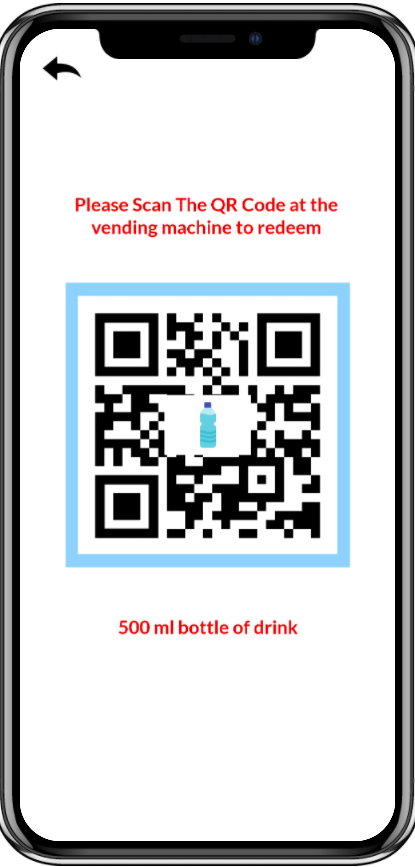 Please Scan The QR Code at the
vending machine to redeem
500 ml bottle of drink